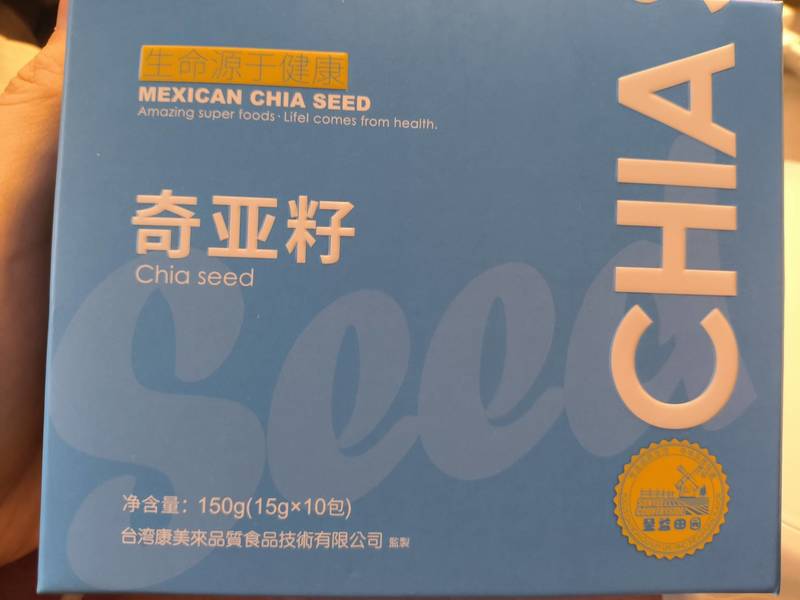 生命源于健康
MEXICAN CHIA SEED
Amazing super foods · Lifel comes from health.
奇亚籽
Chia seed
Seed
CHIA
净含量：150g(15g×10包)
台湾康美來品質食品技術有限公司 監製